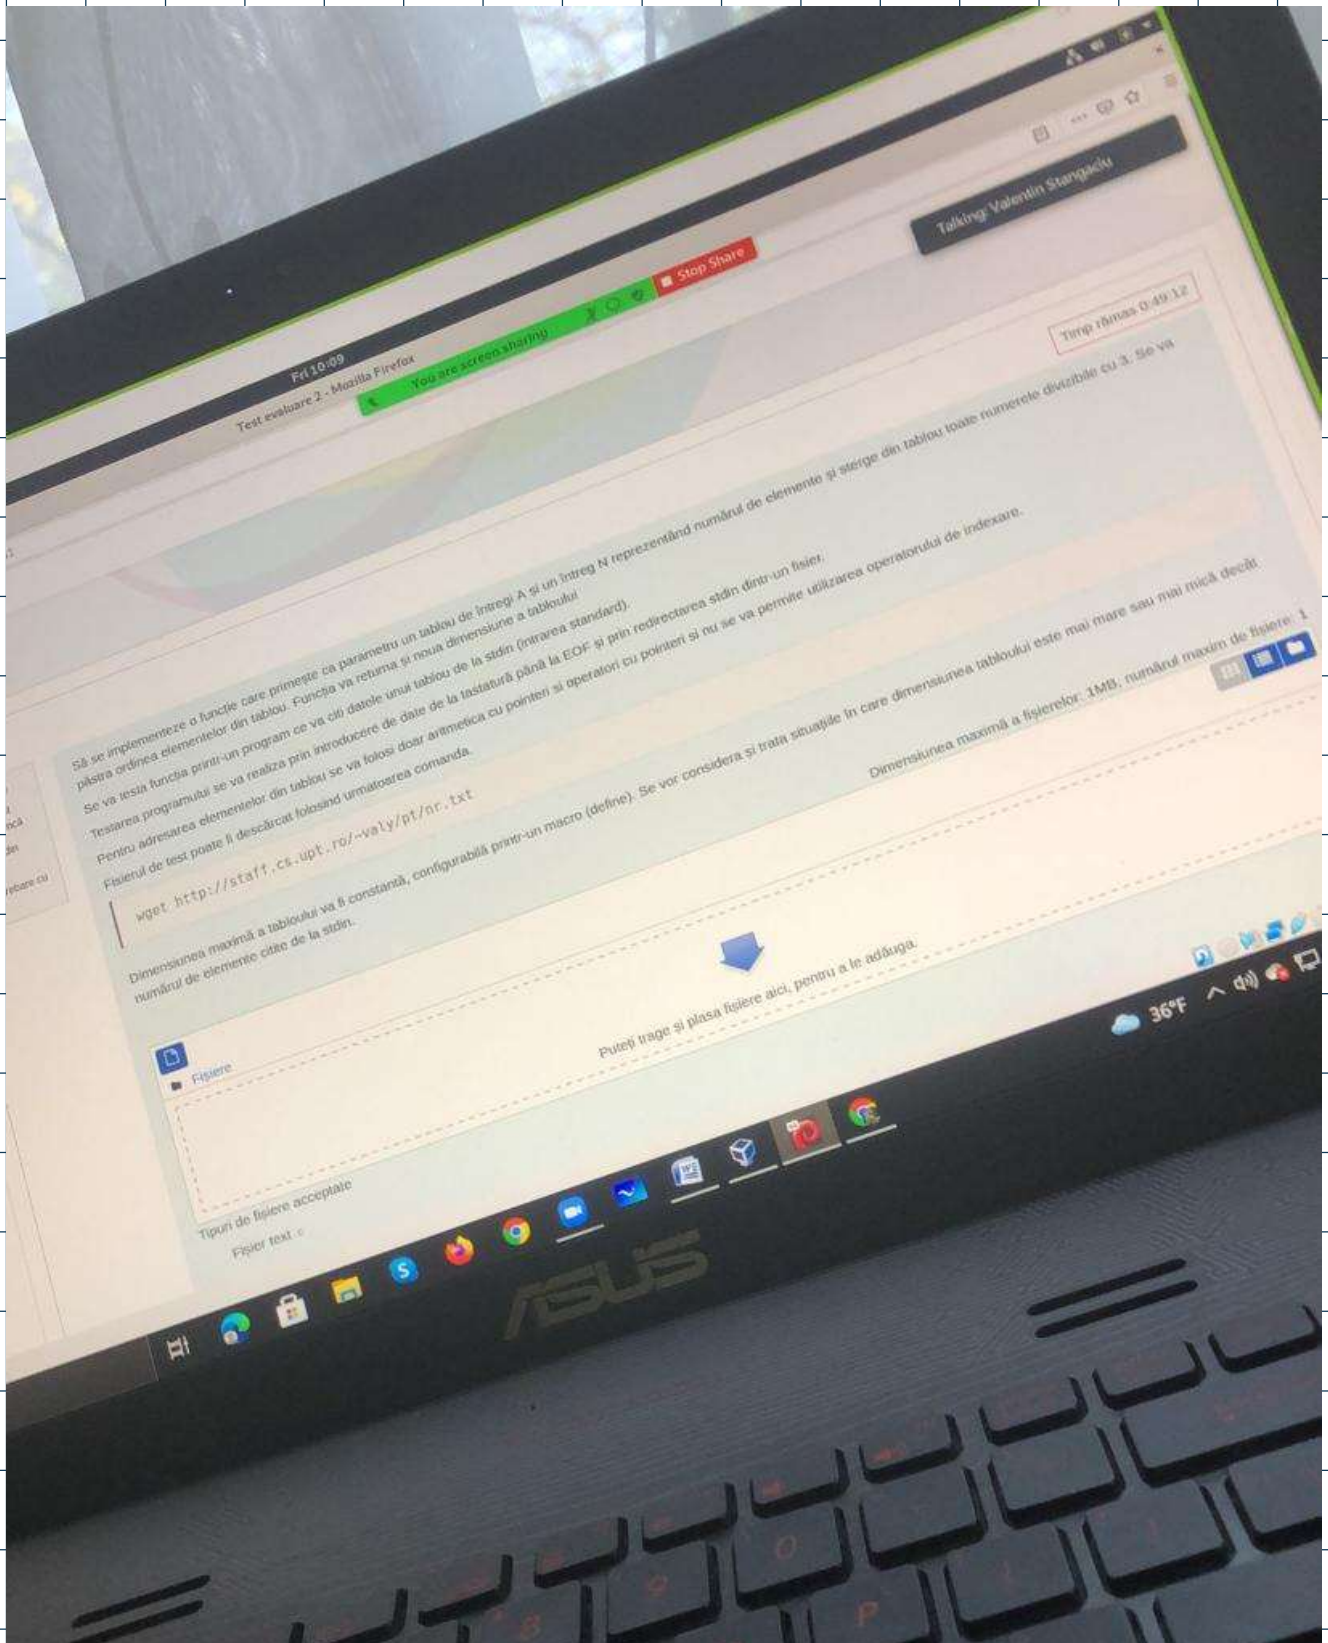 Fri 10:09
Test evaluare 2 - Mozilla Firefox
You are screen sharing
Stop Share
Talking: Valentin Stangaciu
Timp rămas 0:49:12
Să se implementeze o funcție care primește ca parametru un tablou de întregi A și un întreg N reprezentând numărul de elemente și sterge din tablou toate numerele divizibile cu 3. Se va
păstra ordinea elementelor din tablou. Funcția va returna și noua dimensiune a tabloului
Se va testa funcția printr-un program ce va citi datele unui tablou de la stdin (intrarea standard).
Testarea programului se va realiza prin introducere de date de la tastatură până la EOF și prin redirectarea stdin dintr-un fisier.
Pentru adresarea elementelor din tablou se va folosi doar aritmetica cu pointeri si operatori cu pointeri si nu se va permite utilizarea operatorului de indexare.
Fisierul de test poate fi descărcat folosind urmatoarea comanda.
wget http://staff.cs.upt.ro/~valy/pt/nr.txt
Dimensiunea maximă a tabloului va fi constantă, configurabilă printr-un macro (define). Se vor considera și trata situațiile în care dimensiunea tabloului este mai mare sau mai mică decât
numărul de elemente citite de la stdin.
Dimensiunea maximă a fișierelor: 1MB, numărul maxim de fișiere: 1
Fișiere
Puteți trage și plasa fișiere aici, pentru a le adăuga.
Tipuri de fișiere acceptate
Fișier text .c
36°F
ASUS
8
9
O
P